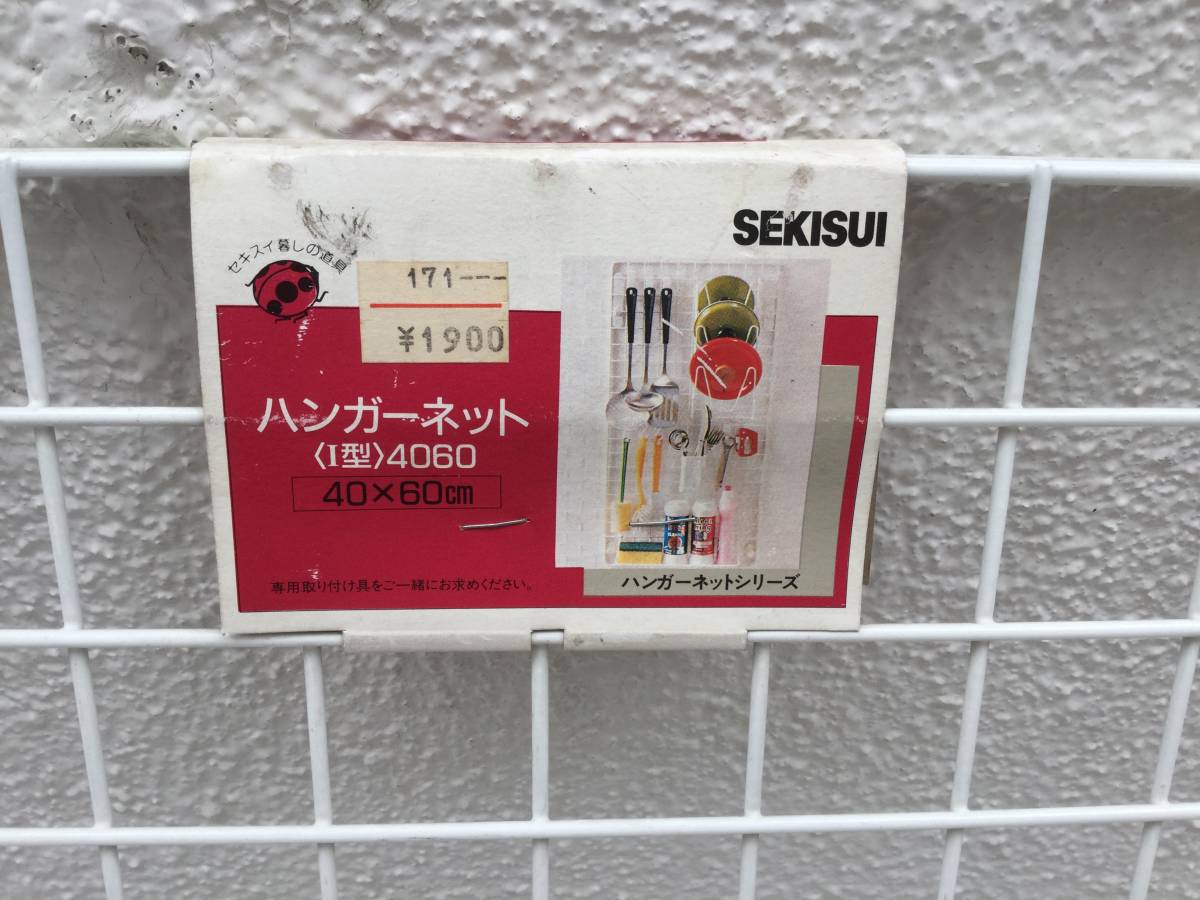 SEKISUI
セキスイ暮しの道具
171---
¥1900
ハンガーネット
〈I型〉4060
40×60cm
専用取り付け具をご一緒にお求めください。
ハンガーネットシリーズ